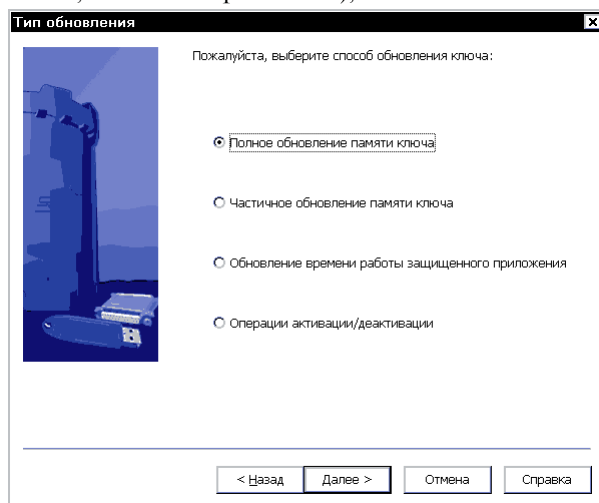 Тип обновления
Пожалуйста, выберите способ обновления ключа:
Полное обновление памяти ключа
Частичное обновление памяти ключа
Обновление времени работы защищенного приложения
Операции активации/деактивации
< Назад
Далее >
Отмена
Справка